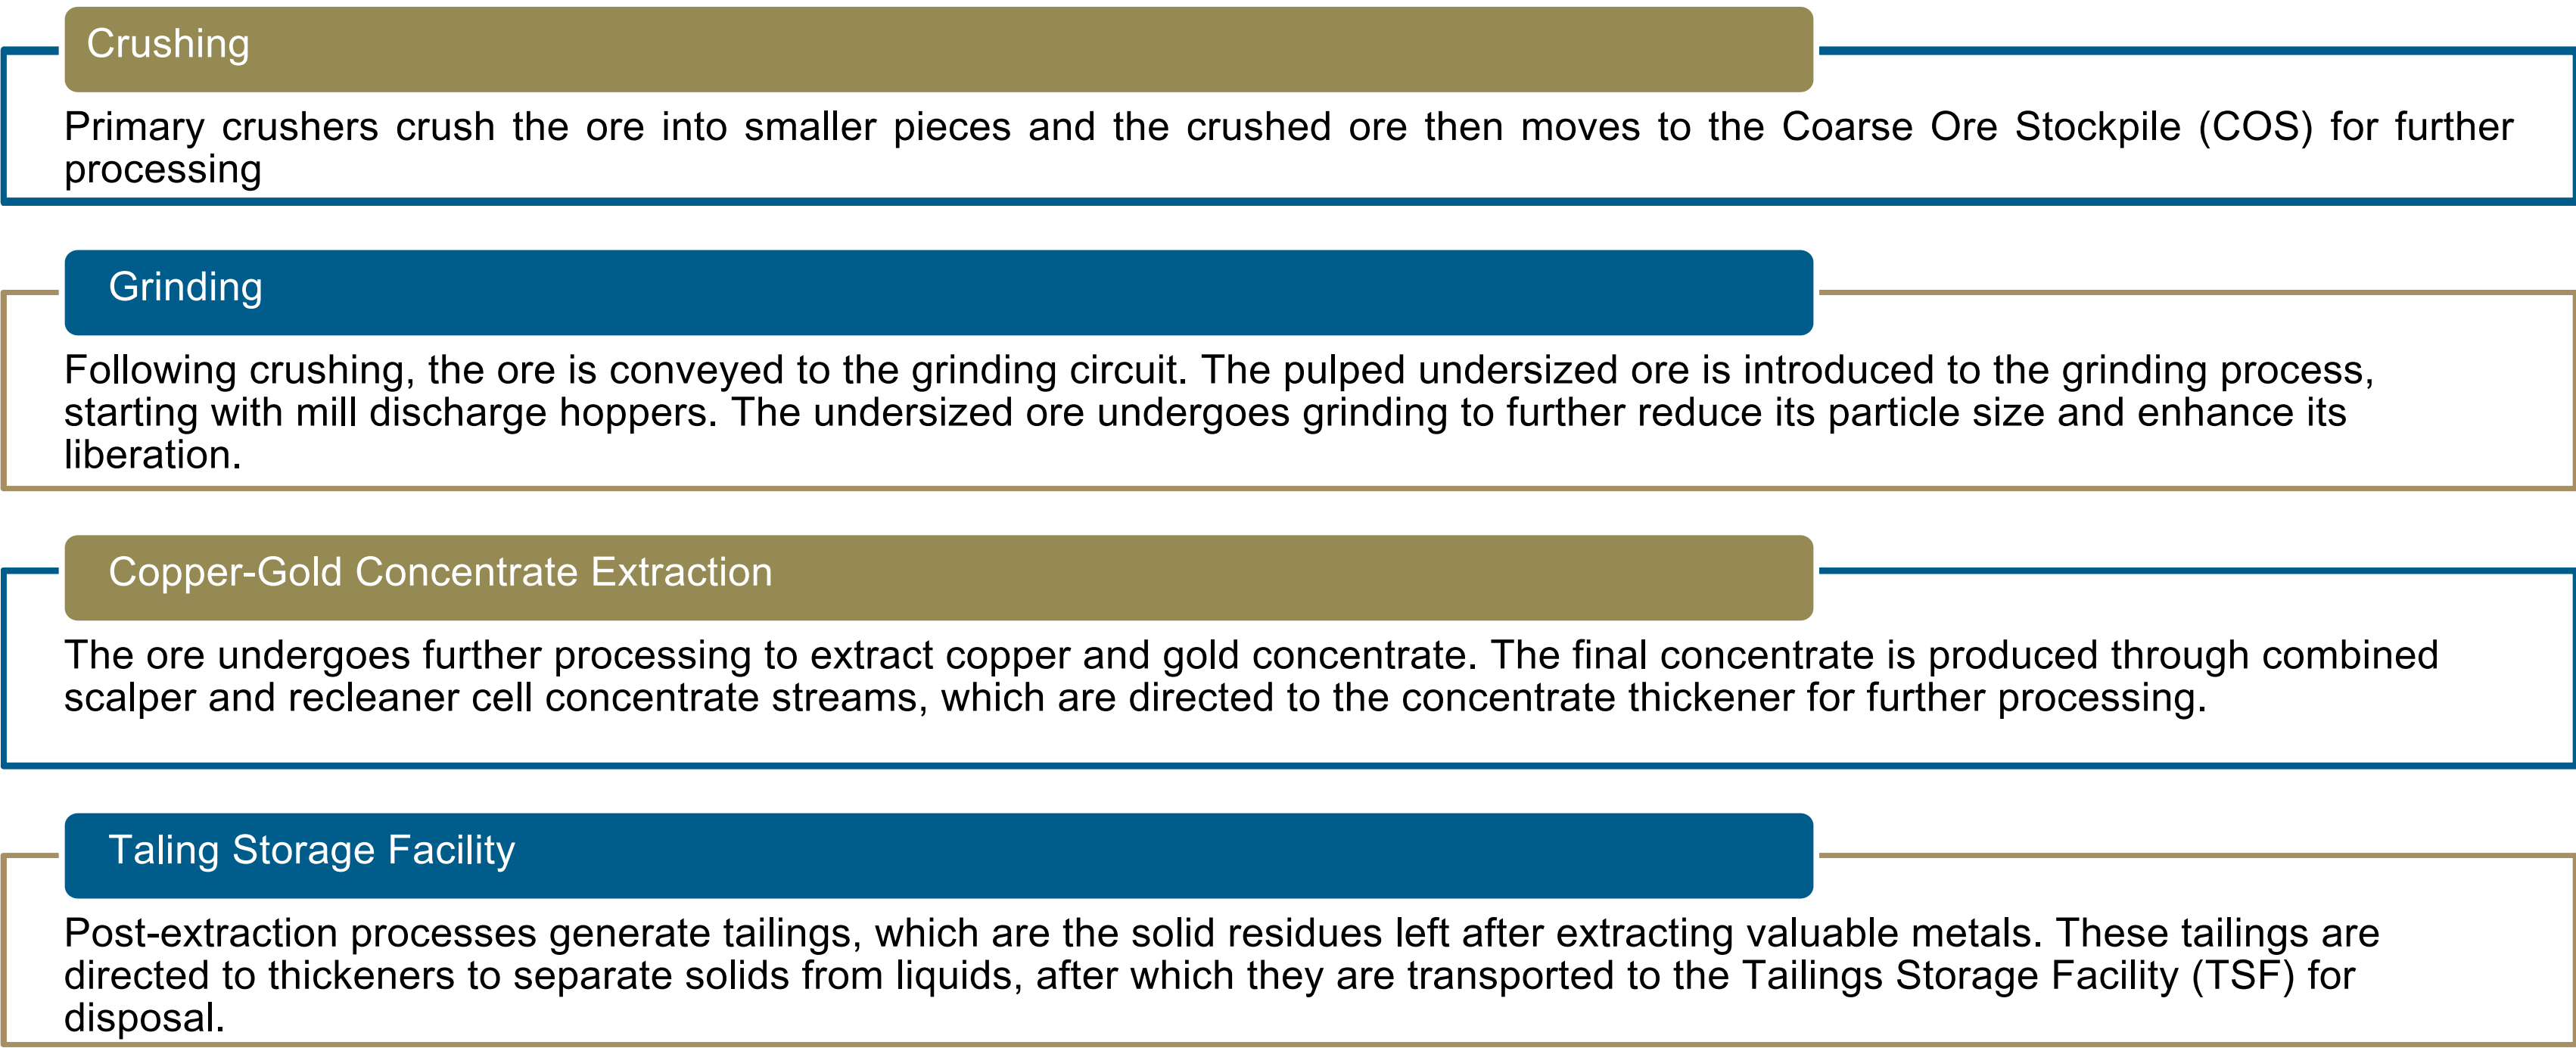 Crushing
Primary crushers crush the ore into smaller pieces and the crushed ore then moves to the Coarse Ore Stockpile (COS) for further
processing
Grinding
Following crushing, the ore is conveyed to the grinding circuit. The pulped undersized ore is introduced to the grinding process,
starting with mill discharge hoppers. The undersized ore undergoes grinding to further reduce its particle size and enhance its
liberation.
Copper-Gold Concentrate Extraction
The ore undergoes further processing to extract copper and gold concentrate. The final concentrate is produced through combined
scalper and recleaner cell concentrate streams, which are directed to the concentrate thickener for further processing.
Taling Storage Facility
Post-extraction processes generate tailings, which are the solid residues left after extracting valuable metals. These tailings are
directed to thickeners to separate solids from liquids, after which they are transported to the Tailings Storage Facility (TSF) for
disposal.